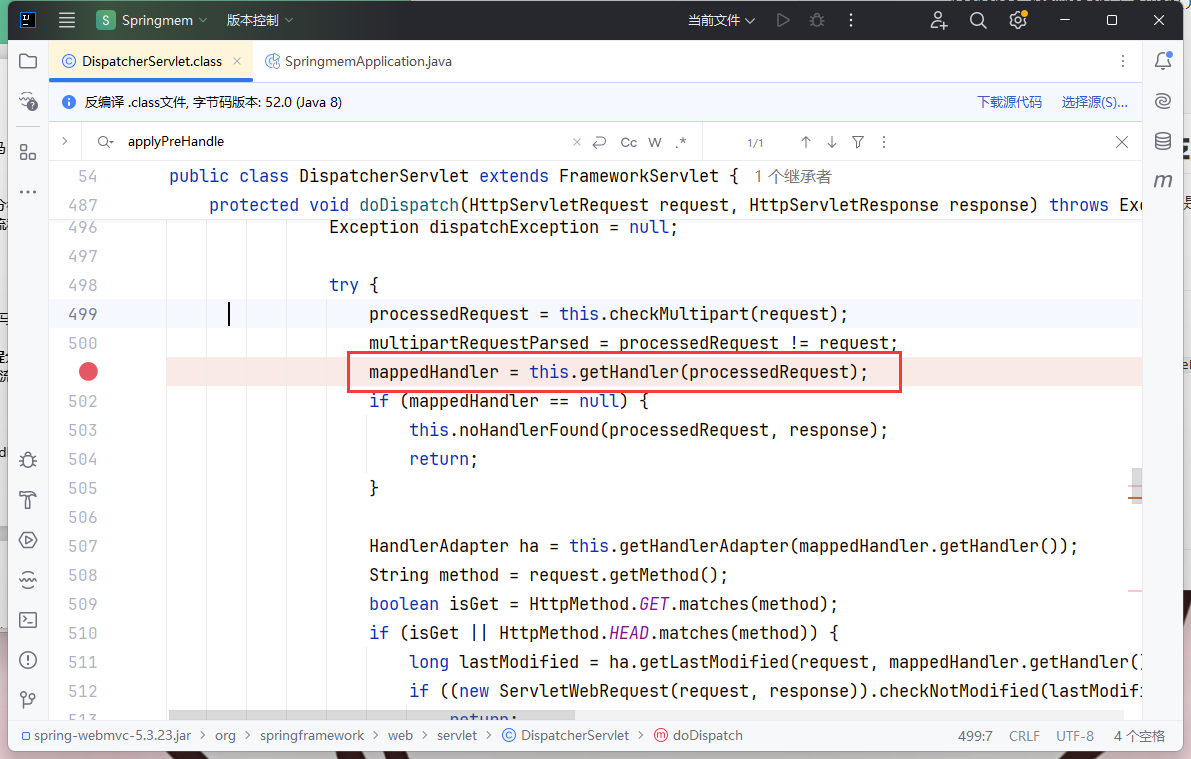 S Springmem 版本控制 当前文件
DispatcherServlet.class SpringmemApplication.java
反编译 .class文件, 字节码版本: 52.0 (Java 8) 下载源代码 选择源(S)...
applyPreHandle Cc W .* 1/1
54 public class DispatcherServlet extends FrameworkServlet { 1 个继承者
487 protected void doDispatch(HttpServletRequest request, HttpServletResponse response) throws Exc
496 Exception dispatchException = null;
497
498 try {
499 processedRequest = this.checkMultipart(request);
500 multipartRequestParsed = processedRequest != request;
mappedHandler = this.getHandler(processedRequest);
502 if (mappedHandler == null) {
503 this.noHandlerFound(processedRequest, response);
504 return;
505 }
506
507 HandlerAdapter ha = this.getHandlerAdapter(mappedHandler.getHandler());
508 String method = request.getMethod();
509 boolean isGet = HttpMethod.GET.matches(method);
510 if (isGet || HttpMethod.HEAD.matches(method)) {
511 long lastModified = ha.getLastModified(request, mappedHandler.getHandler()
512 if ((new ServletWebRequest(request, response)).checkNotModified(lastModifi
513 return;
spring-webmvc-5.3.23.jar org springframework web servlet DispatcherServlet doDispatch 499:7 CRLF UTF-8 4 个空格